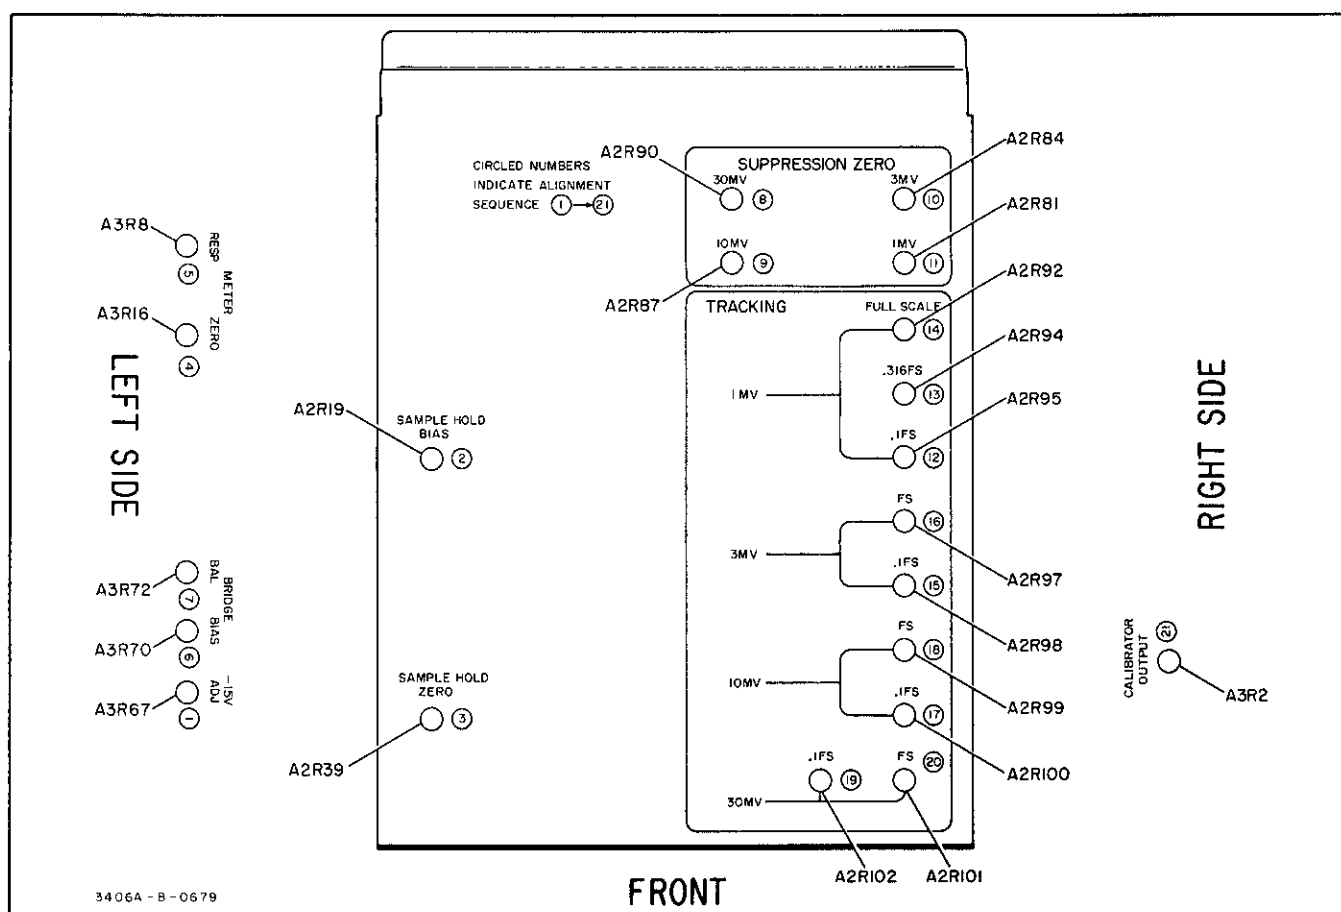 A2R90
A2R84
CIRCLED NUMBERS
INDICATE ALIGNMENT
SEQUENCE 1 → 21
SUPPRESSION ZERO
30MV
8
3MV
10
A2R81
10MV
9
1MV
11
A2R87
A2R92
TRACKING
FULL SCALE
14
A2R94
1MV
.316FS
13
A2R95
.1FS
12
FS
16
3MV
A2R97
.1FS
15
A2R98
FS
18
10MV
A2R99
.1FS
17
A2R100
.1FS
19
FS
20
30MV
A2R102
A2R101
A3R8
RESP
5
METER
A3R16
ZERO
4
LEFT SIDE
A2R19
SAMPLE HOLD
BIAS
2
A3R72
BAL
7
BRIDGE
A3R70
BIAS
6
A3R67
-15V
ADJ
1
SAMPLE HOLD
ZERO
3
A2R39
RIGHT SIDE
CALIBRATOR
OUTPUT
21
A3R2
FRONT
3406A-B-0679